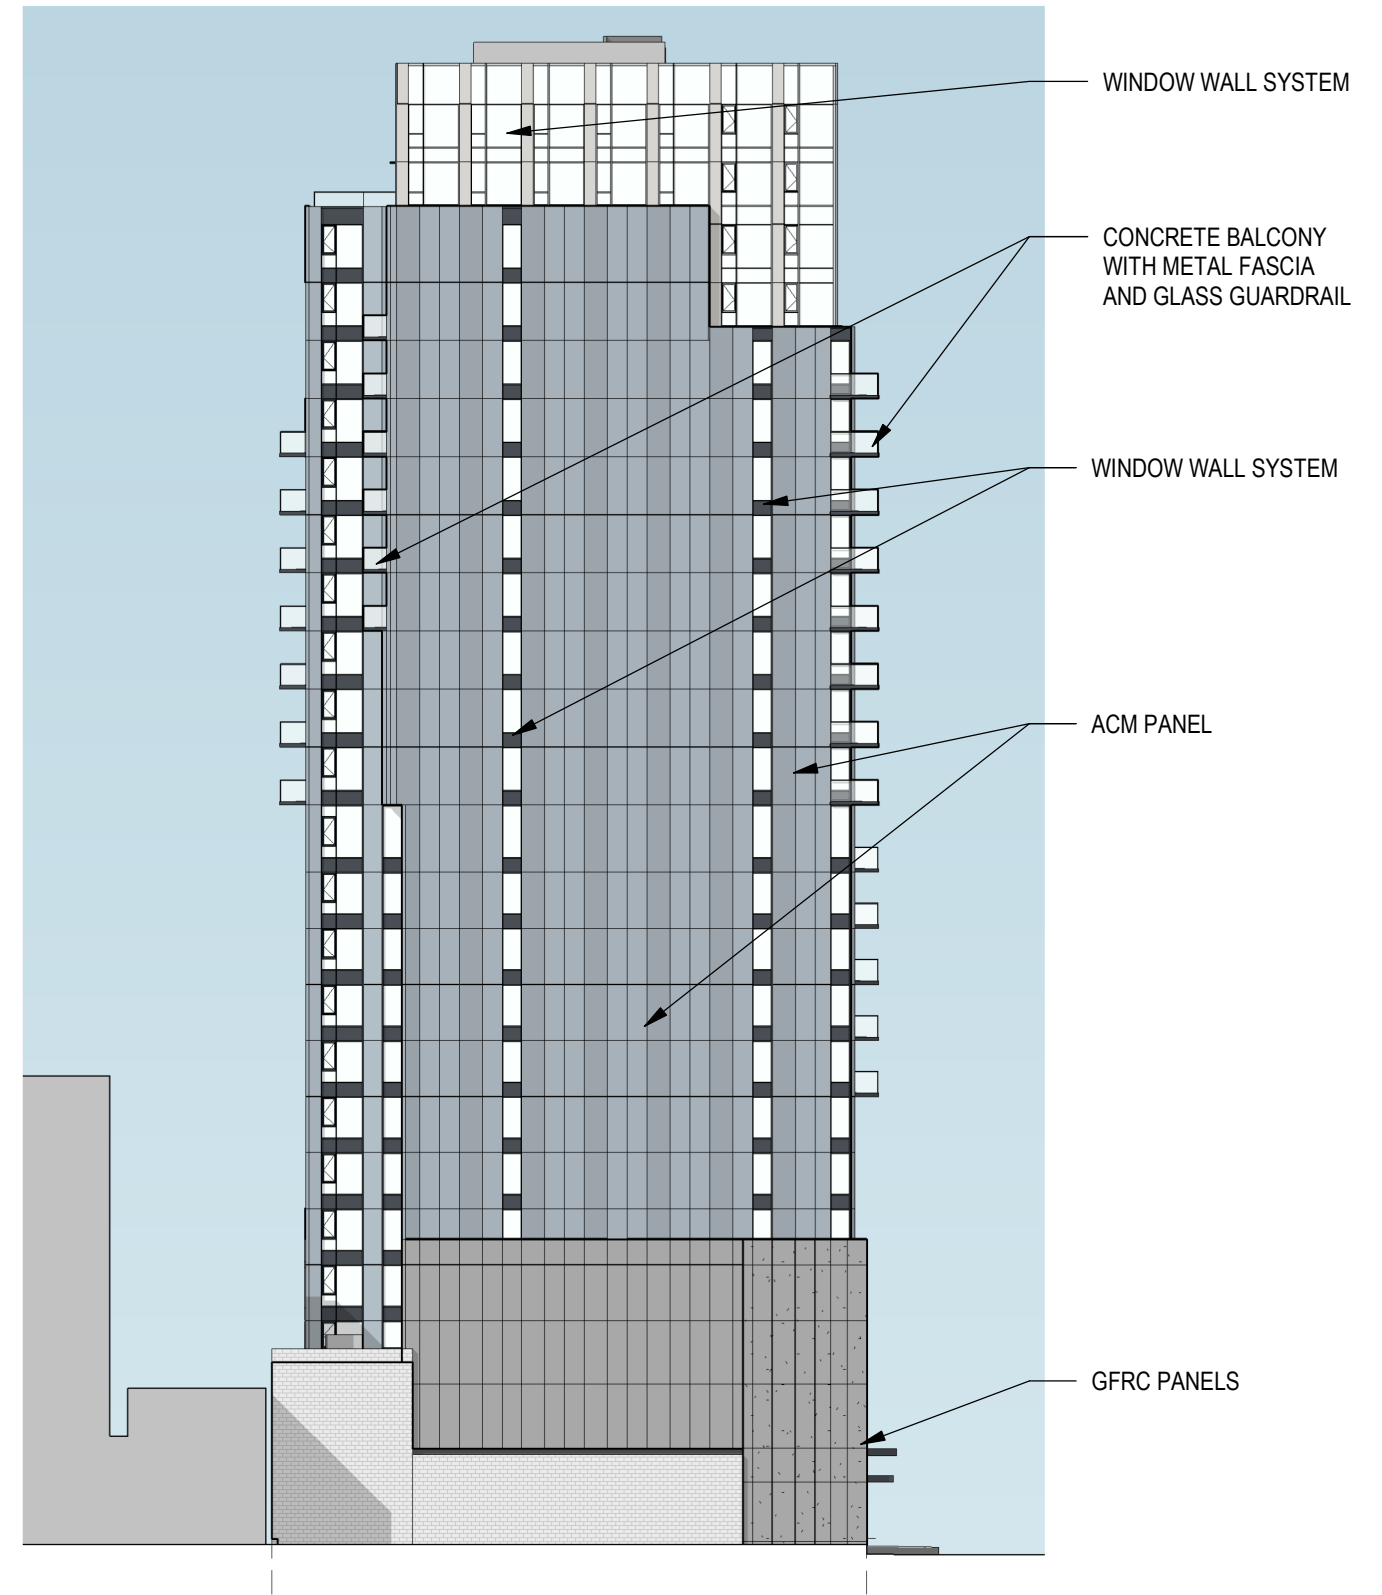 WINDOW WALL SYSTEM
CONCRETE BALCONY
WITH METAL FASCIA
AND GLASS GUARDRAIL
WINDOW WALL SYSTEM
ACM PANEL
GFRC PANELS